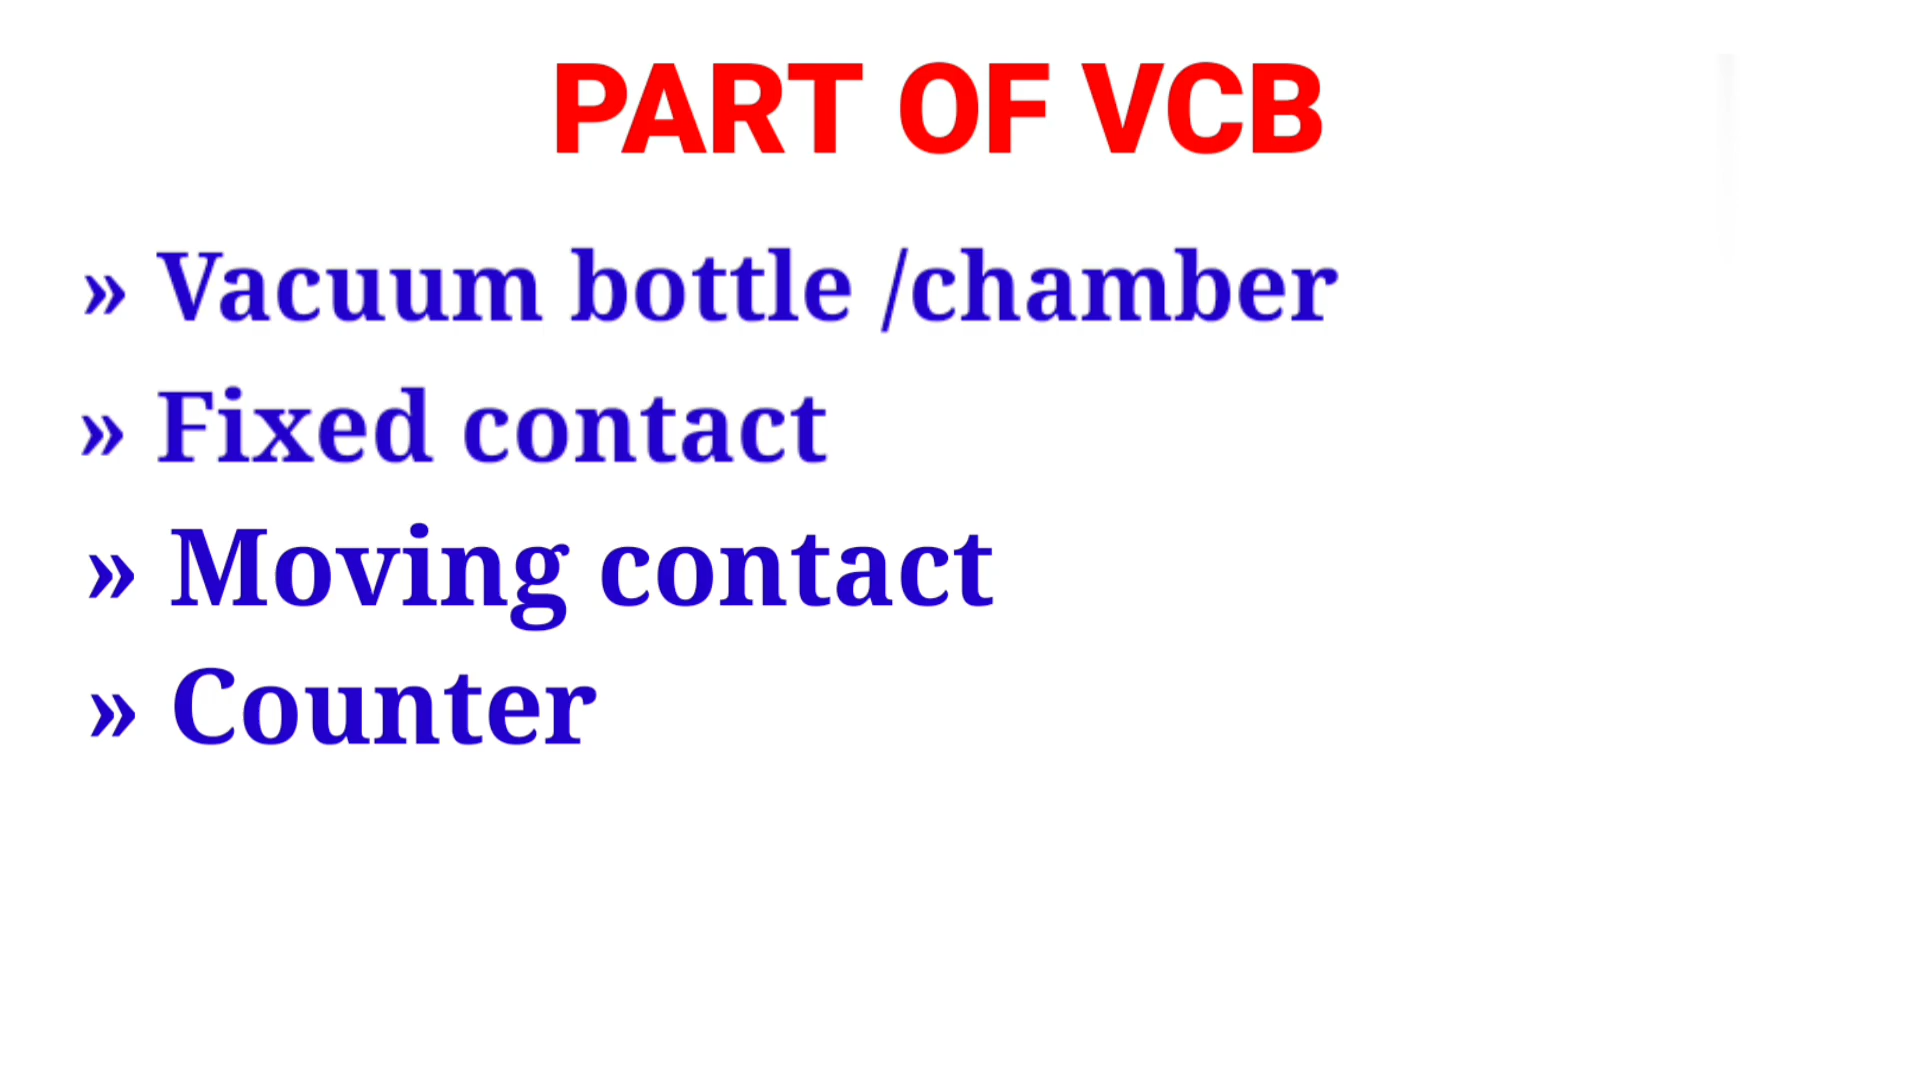 PART OF VCB
» Vacuum bottle /chamber
» Fixed contact
» Moving contact
» Counter